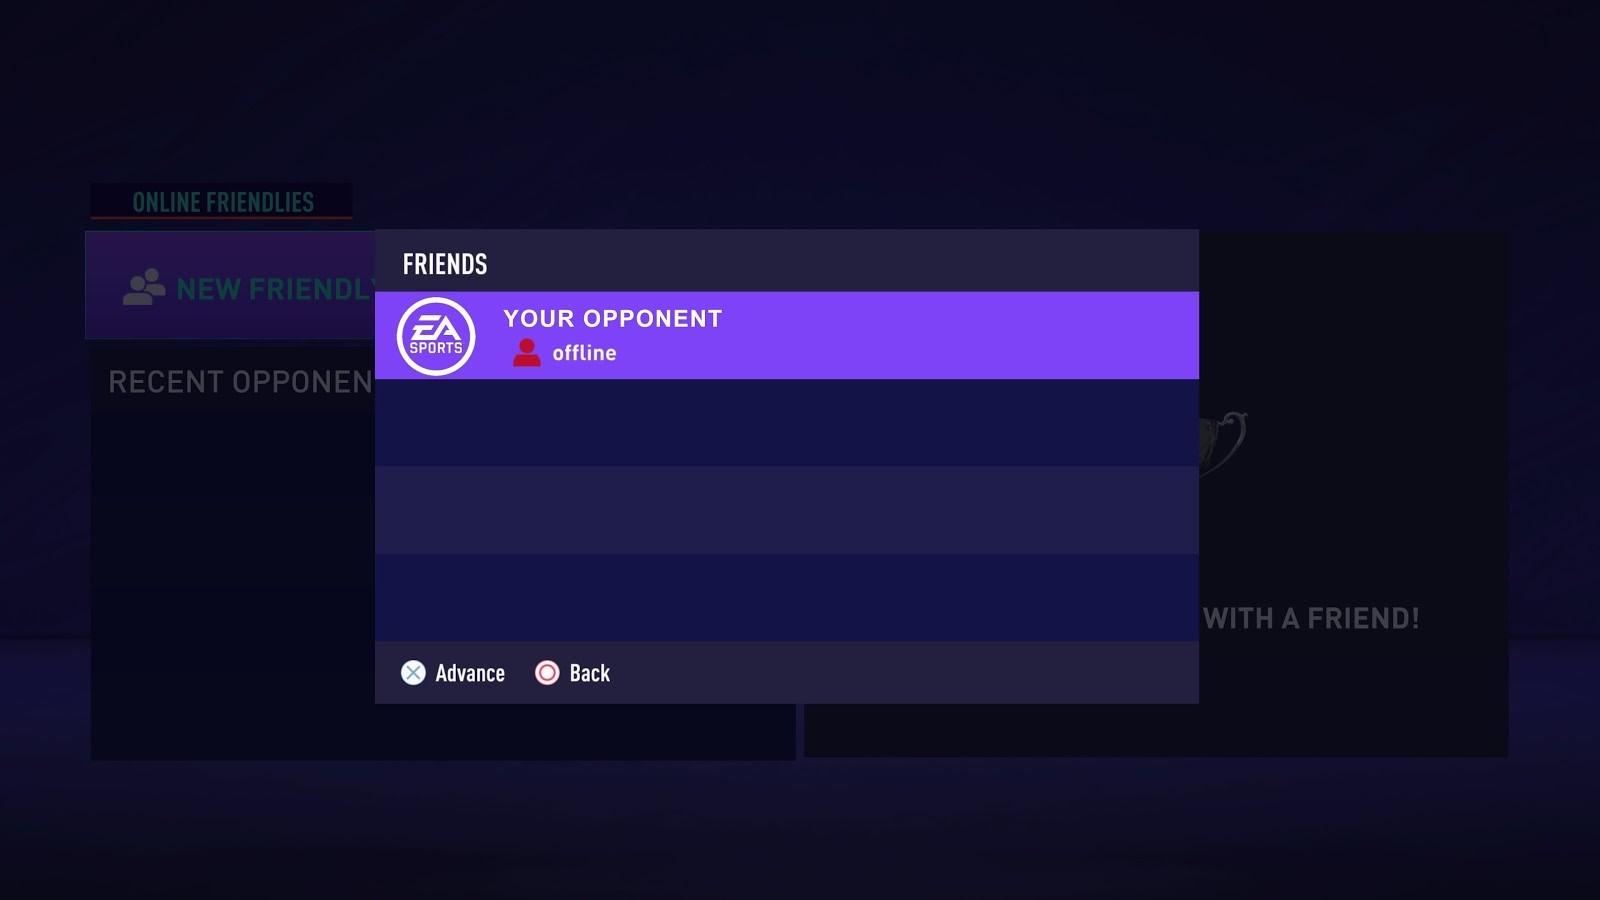 ONLINE FRIENDLIES
NEW FRIENDLY
RECENT OPPONEN
FRIENDS
EA
SPORTS
YOUR OPPONENT
offline
WITH A FRIEND!
Advance Back